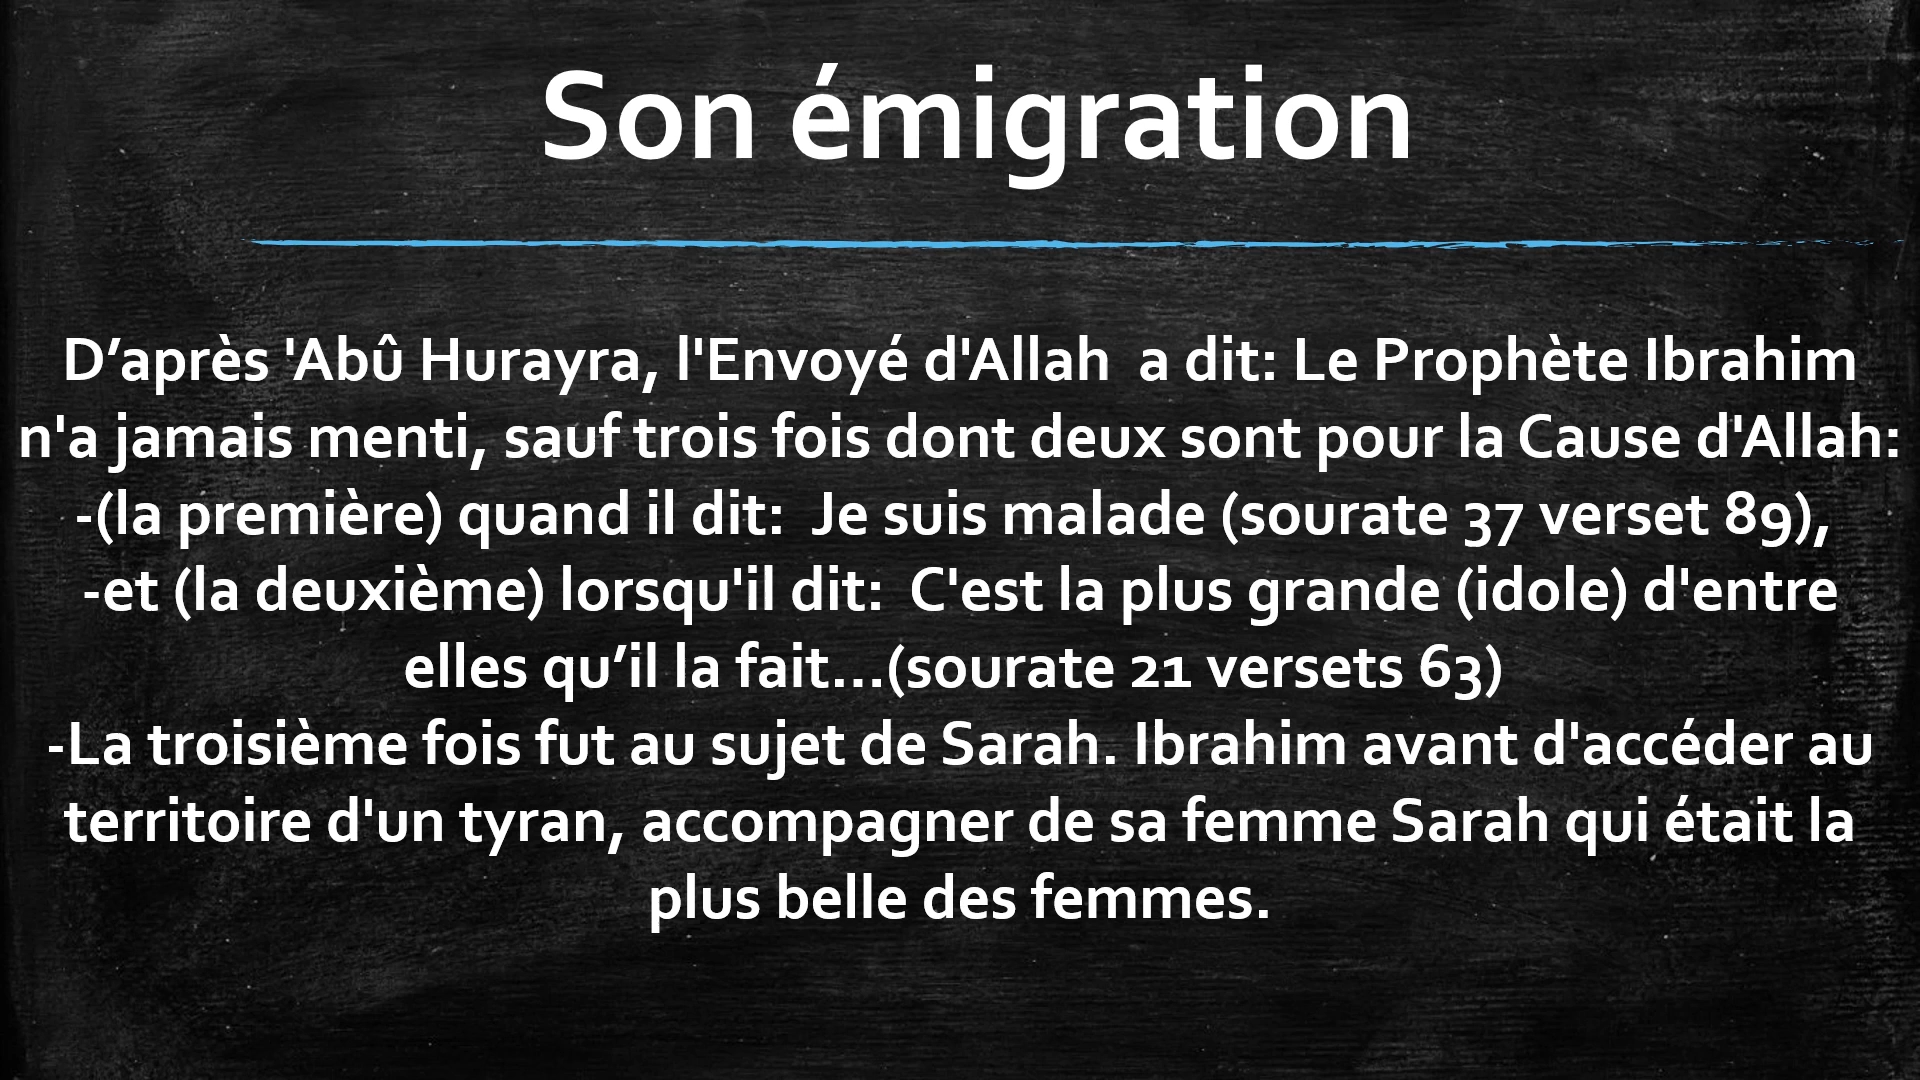 Son émigration
D’après 'Abû Hurayra, l'Envoyé d'Allah  a dit: Le Prophète Ibrahim
n'a jamais menti, sauf trois fois dont deux sont pour la Cause d'Allah:
-(la première) quand il dit:  Je suis malade (sourate 37 verset 89),
-et (la deuxième) lorsqu'il dit:  C'est la plus grande (idole) d'entre
elles qu’il la fait…(sourate 21 versets 63)
-La troisième fois fut au sujet de Sarah. Ibrahim avant d'accéder au
territoire d'un tyran, accompagner de sa femme Sarah qui était la
plus belle des femmes.